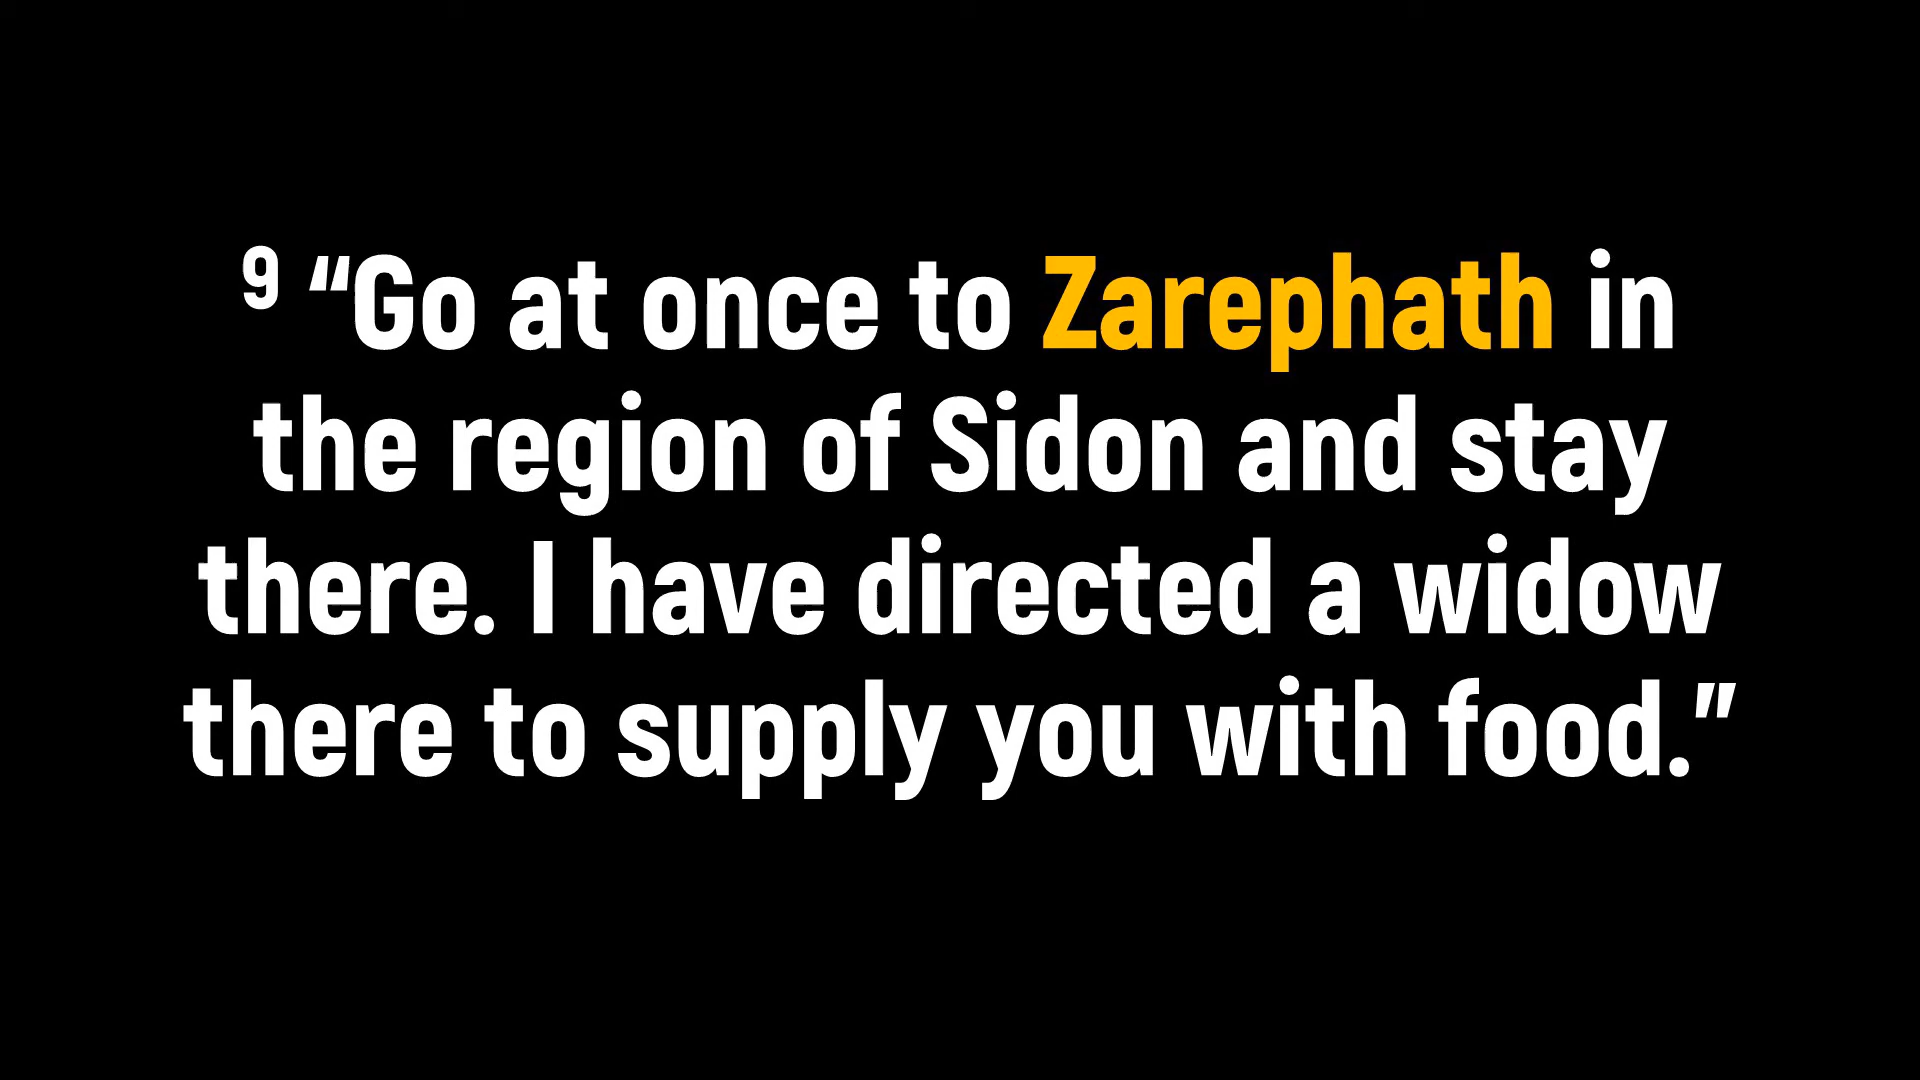 ⁹ “Go at once to Zarephath in
the region of Sidon and stay
there. I have directed a widow
there to supply you with food.”